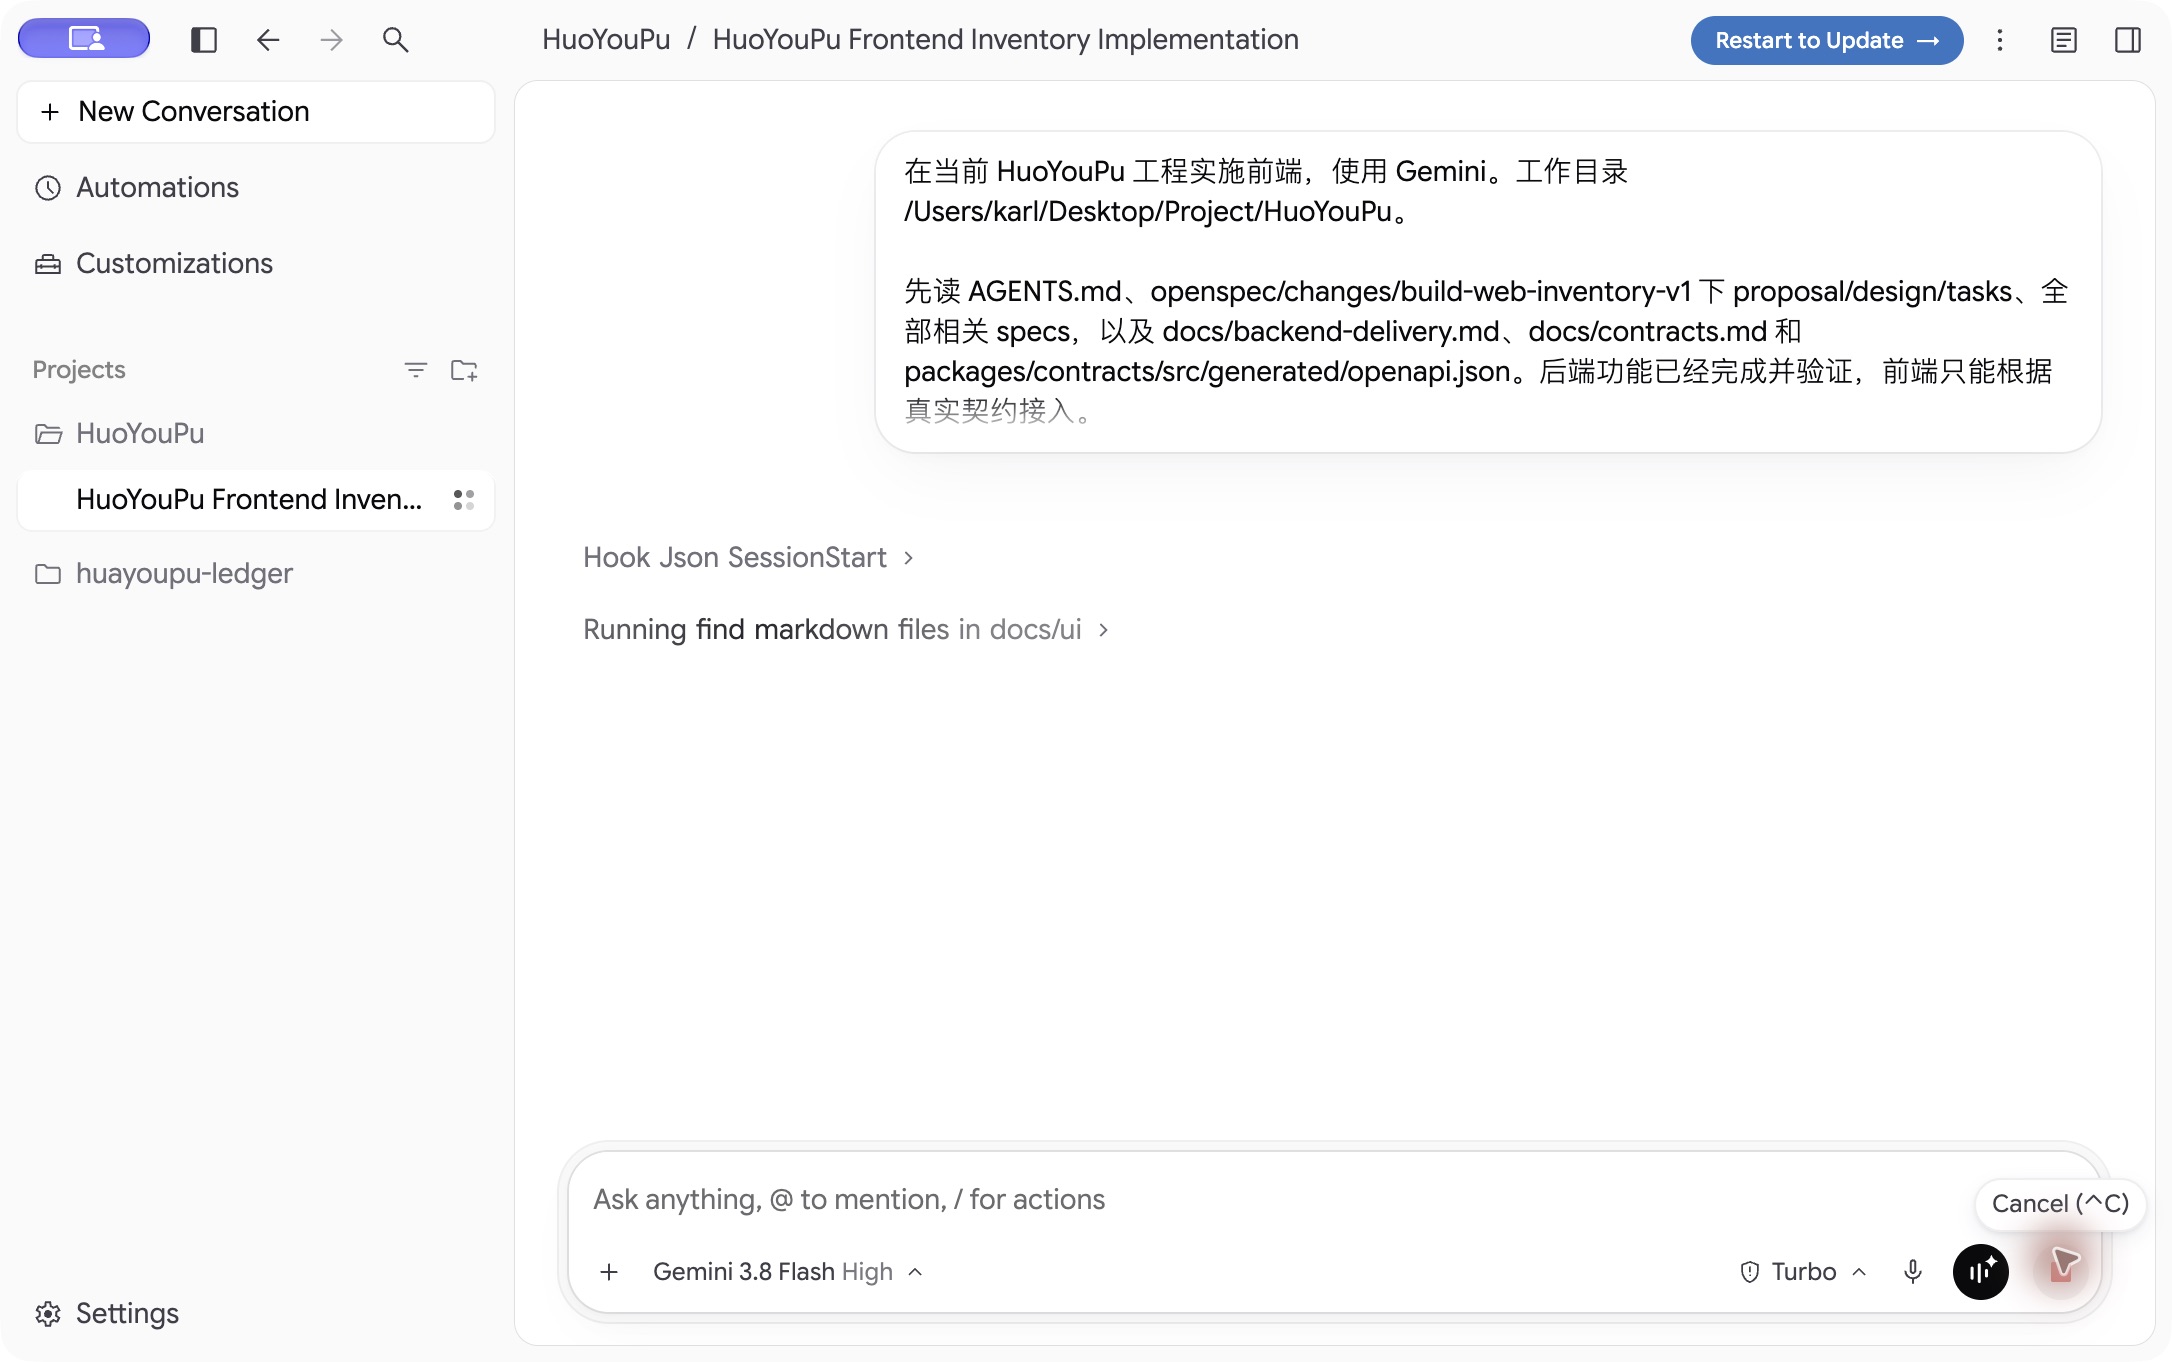 HuoYouPu / HuoYouPu Frontend Inventory Implementation
Restart to Update →
New Conversation
Automations
Customizations
Projects
HuoYouPu
HuoYouPu Frontend Inven...
huayoupu-ledger
Settings
在当前 HuoYouPu 工程实施前端，使用 Gemini。工作目录
/Users/karl/Desktop/Project/HuoYouPu。
先读 AGENTS.md、openspec/changes/build-web-inventory-v1 下 proposal/design/tasks、全
部相关 specs，以及 docs/backend-delivery.md、docs/contracts.md 和
packages/contracts/src/generated/openapi.json。后端功能已经完成并验证，前端只能根据
真实契约接入。
Hook Json SessionStart
Running find markdown files in docs/ui
Ask anything, @ to mention, / for actions
Cancel (^C)
Gemini 3.8 Flash High
Turbo